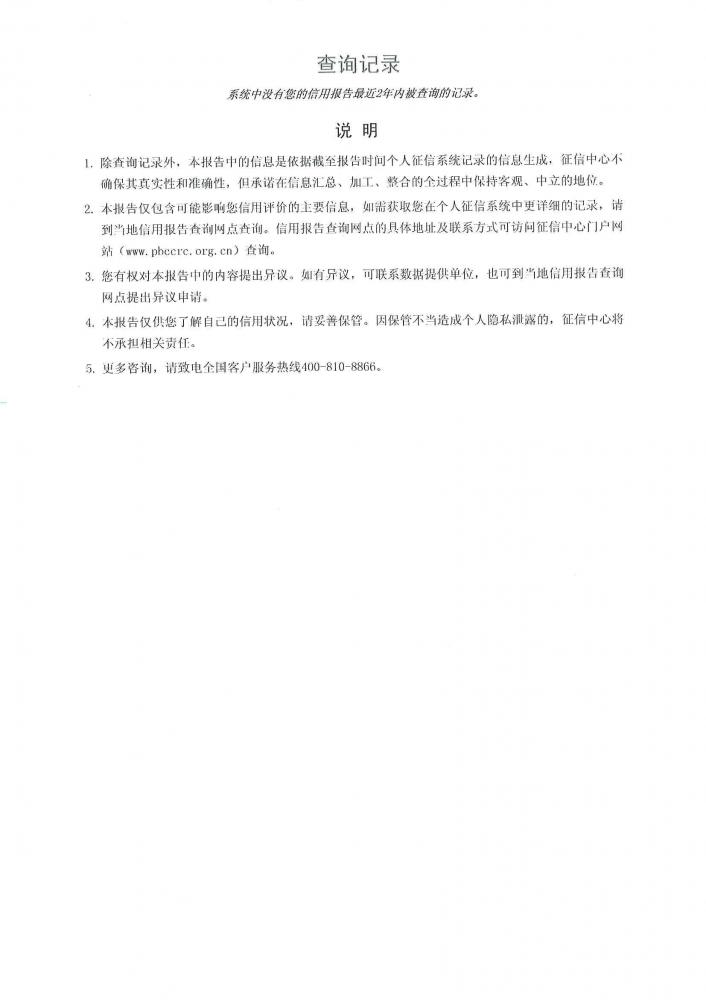 查询记录
系统中没有您的信用报告最近2年内被查询的记录。
说 明
1. 除查询记录外，本报告中的信息是依据截至报告时间个人征信系统记录的信息生成，征信中心不
确保其真实性和准确性，但承诺在信息汇总、加工、整合的全过程中保持客观、中立的地位。
2. 本报告仅包含可能影响您信用评价的主要信息，如需获取您在个人征信系统中更详细的记录，请
到当地信用报告查询网点查询。信用报告查询网点的具体地址及联系方式可访问征信中心门户网
站（www.pbccrc.org.cn）查询。
3. 您有权对本报告中的内容提出异议。如有异议，可联系数据提供单位，也可到当地信用报告查询
网点提出异议申请。
4. 本报告仅供您了解自己的信用状况，请妥善保管。因保管不当造成个人隐私泄露的，征信中心将
不承担相关责任。
5. 更多咨询，请致电全国客户服务热线400-810-8866。